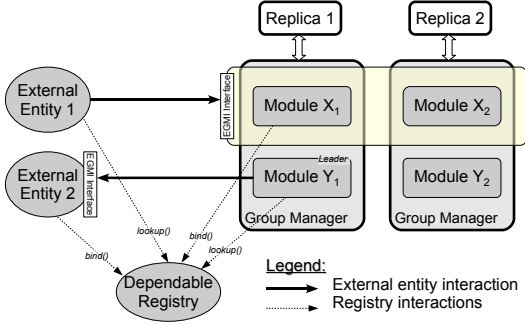 Replica 1
Replica 2
External
Entity 1
EGMI Interface
Module X1
Module X2
External
Entity 2
EGMI Interface
Leader
Module Y1
Module Y2
Group Manager
Group Manager
lookup()
bind()
lookup()
bind()
Dependable
Registry
Legend:
External entity interaction
Registry interactions